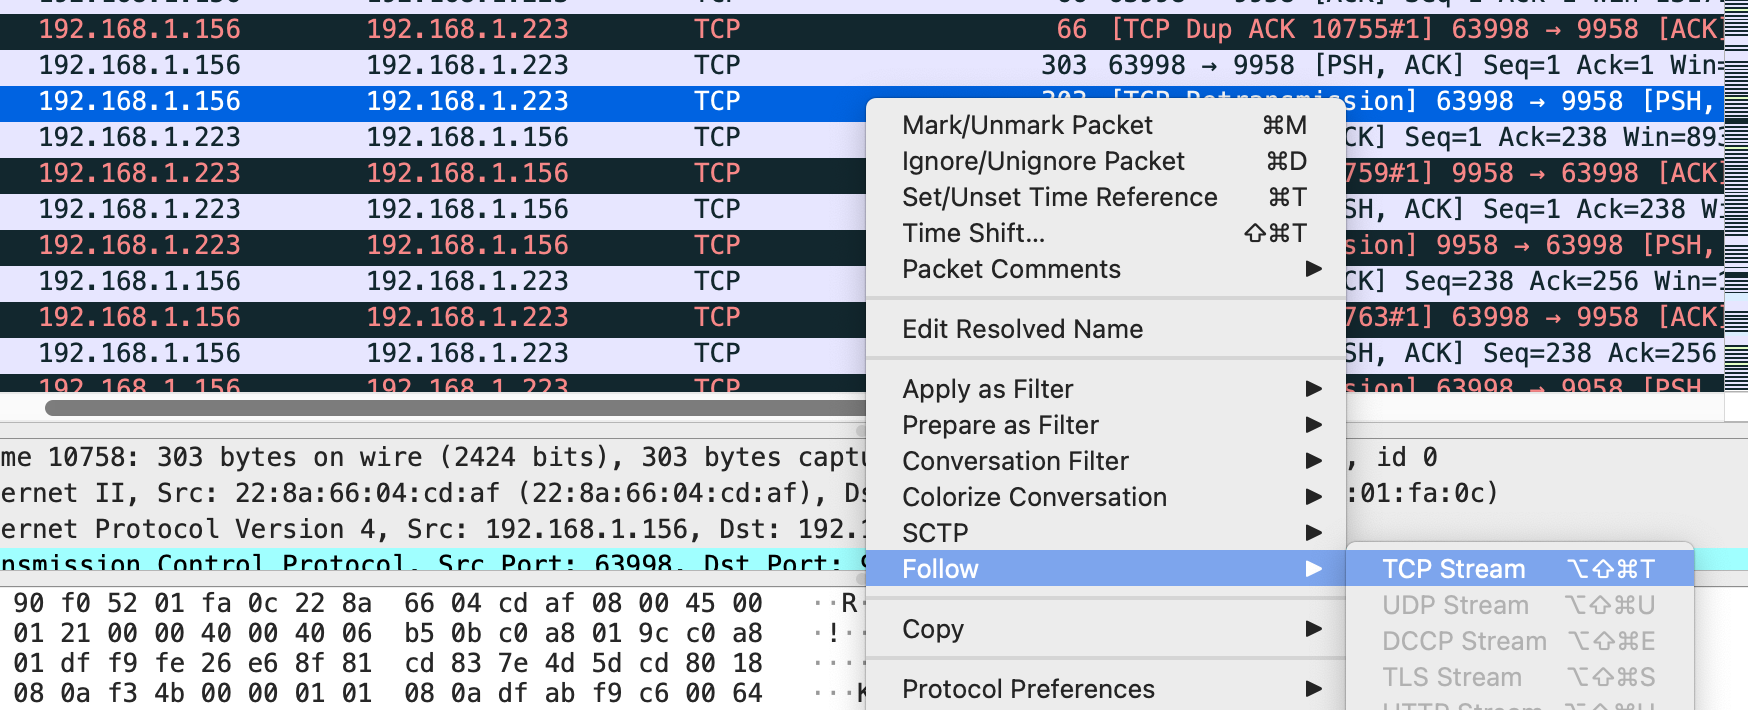 192.168.1.156 192.168.1.223 TCP 66 [TCP Dup ACK 10755#1] 63998 → 9958 [ACK]
192.168.1.156 192.168.1.223 TCP 303 63998 → 9958 [PSH, ACK] Seq=1 Ack=1 Win=
192.168.1.156 192.168.1.223 TCP 303 [TCP Retransmission] 63998 → 9958 [PSH,
192.168.1.223 192.168.1.156 TCP CK] Seq=1 Ack=238 Win=893
192.168.1.223 192.168.1.156 TCP 759#1] 9958 → 63998 [ACK]
192.168.1.223 192.168.1.156 TCP SH, ACK] Seq=1 Ack=238 Wi
192.168.1.223 192.168.1.156 TCP sion] 9958 → 63998 [PSH,
192.168.1.156 192.168.1.223 TCP CK] Seq=238 Ack=256 Win=1
192.168.1.156 192.168.1.223 TCP 763#1] 63998 → 9958 [ACK]
192.168.1.156 192.168.1.223 TCP SH, ACK] Seq=238 Ack=256
192.168.1.156 192.168.1.223 TCP sion] 63998 → 9958 [PSH,
me 10758: 303 bytes on wire (2424 bits), 303 bytes captu , id 0
ernet II, Src: 22:8a:66:04:cd:af (22:8a:66:04:cd:af), Ds :01:fa:0c)
ernet Protocol Version 4, Src: 192.168.1.156, Dst: 192.1
nsmission Control Protocol, Src Port: 63998, Dst Port: 9
90 f0 52 01 fa 0c 22 8a 66 04 cd af 08 00 45 00 ··R·
01 21 00 00 40 00 40 06 b5 0b c0 a8 01 9c c0 a8 ·!··
01 df f9 fe 26 e6 8f 81 cd 83 7e 4d 5d cd 80 18 ····
08 0a f3 4b 00 00 01 01 08 0a df ab f9 c6 00 64 ···K
Mark/Unmark Packet ⌘M
Ignore/Unignore Packet ⌘D
Set/Unset Time Reference ⌘T
Time Shift... ⇧⌘T
Packet Comments ▶
Edit Resolved Name
Apply as Filter ▶
Prepare as Filter ▶
Conversation Filter ▶
Colorize Conversation ▶
SCTP ▶
Follow ▶
Copy ▶
Protocol Preferences ▶
TCP Stream ⌥⇧⌘T
UDP Stream ⌥⇧⌘U
DCCP Stream ⌥⇧⌘E
TLS Stream ⌥⇧⌘S